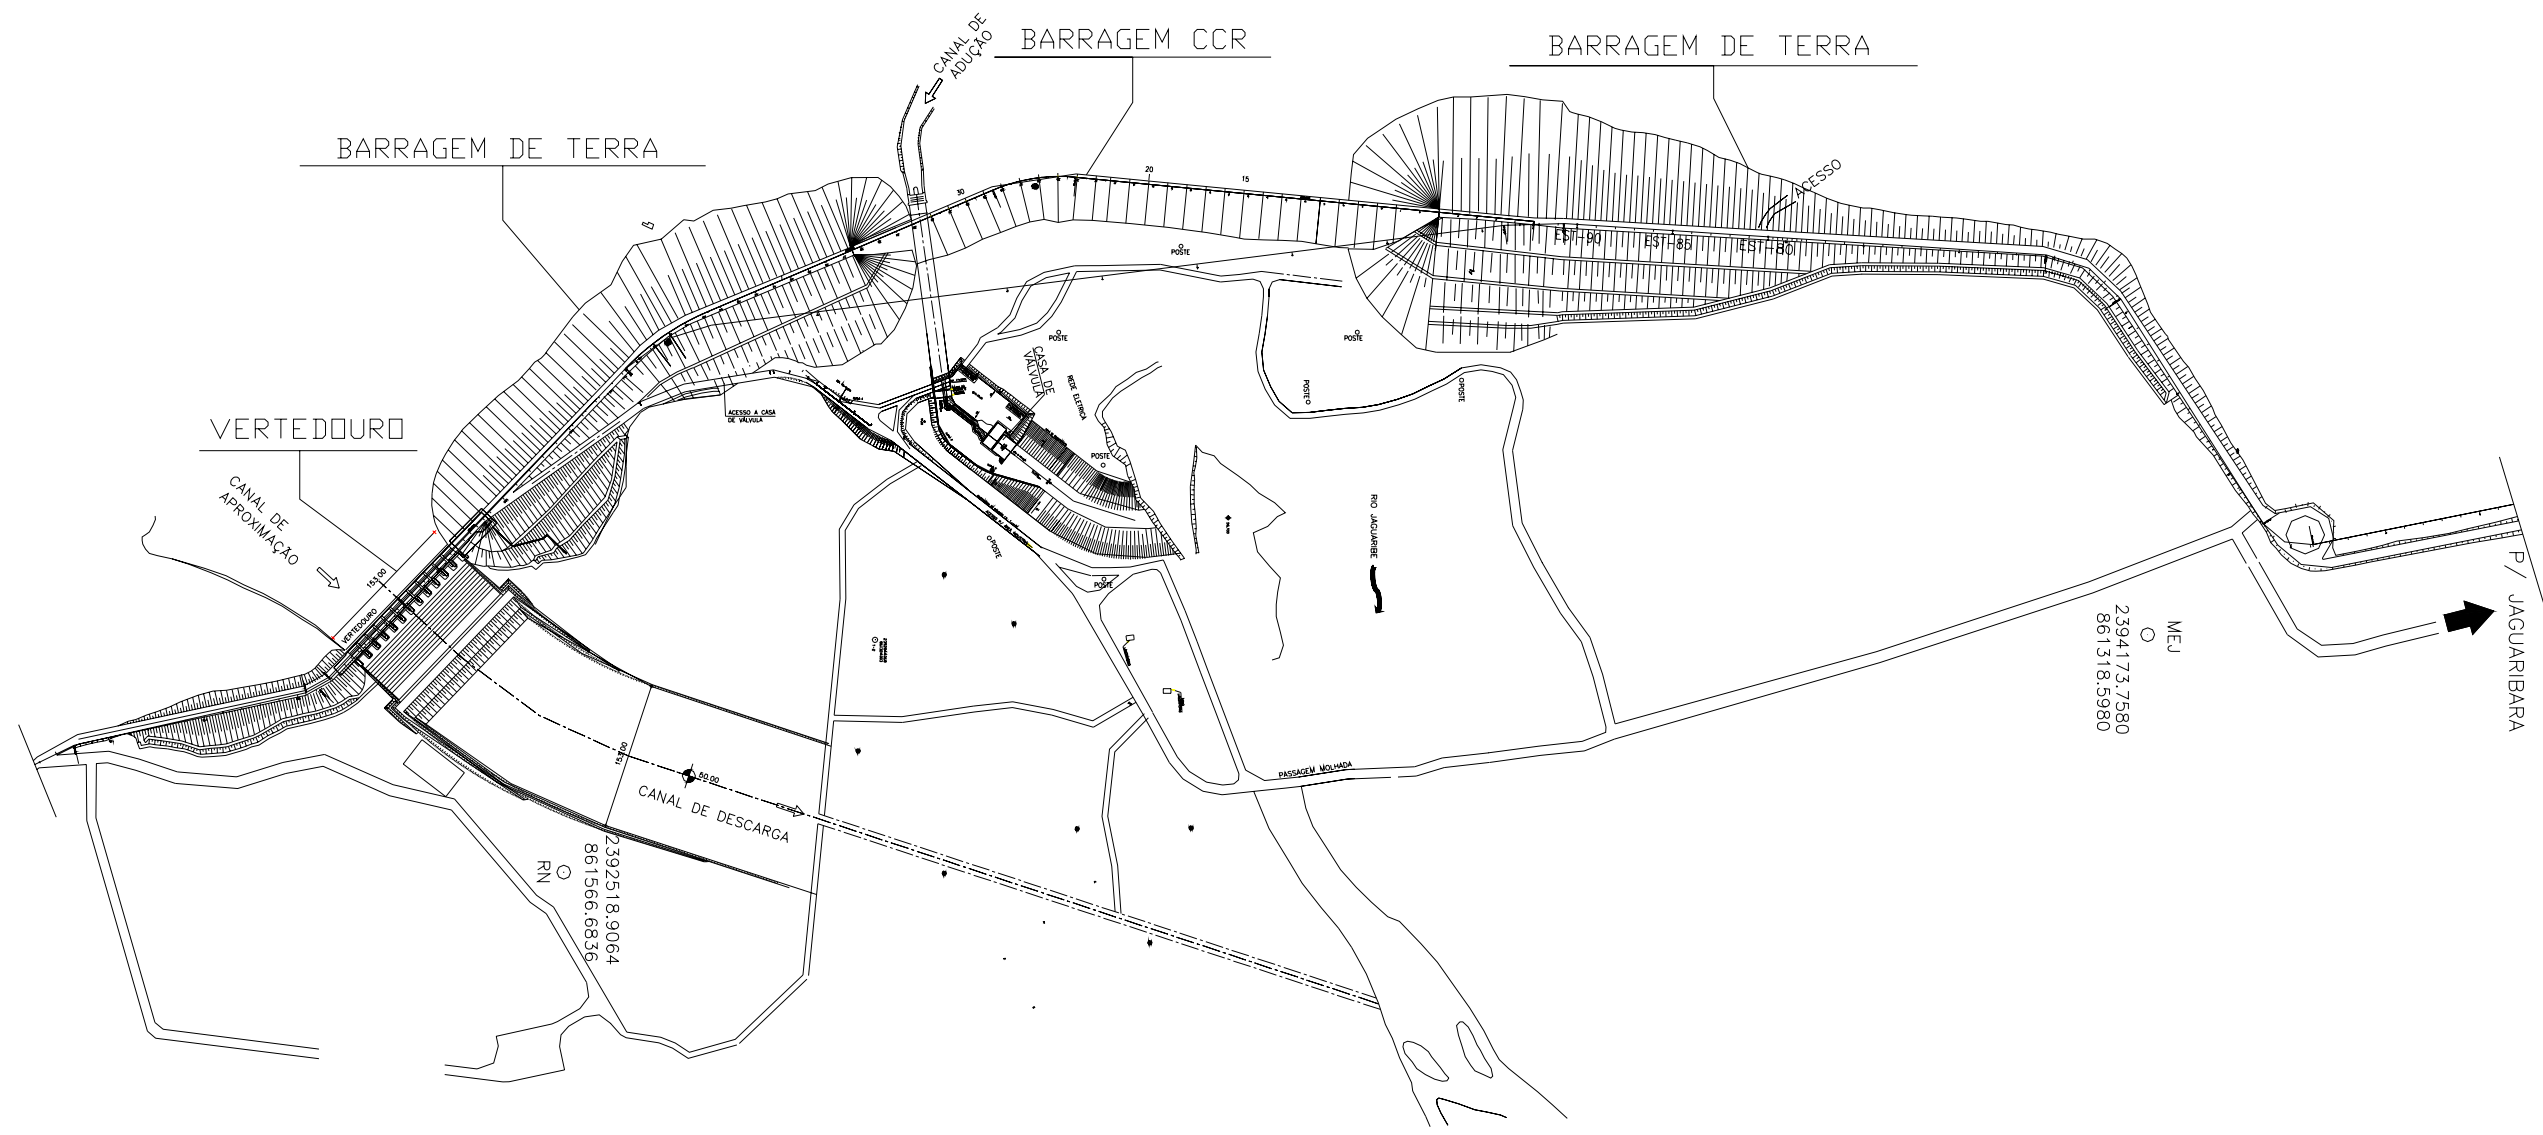 CANAL DE
ADUÇÃO
BARRAGEM CCR
BARRAGEM DE TERRA
BARRAGEM DE TERRA
ACESSO
30
20
15
EST-90
EST-85
EST-80
POSTE
POSTE
POSTE
CASA DE
VÁLVULA
REDE ELETRICA
POSTE
POSTE
ACESSO A CASA
DE VÁLVULA
VERTEDOURO
CANAL DE
APROXIMAÇÃO
POSTE
POSTE
POSTE
RIO JAGUARIBE
153.00
VERTEDOURO
P/ JAGUARIBARA
MEJ
2394173.7580
861318.5980
153.00
60.00
CANAL DE DESCARGA
PASSAGEM MOLHADA
2392518.9064
861566.6836
RN